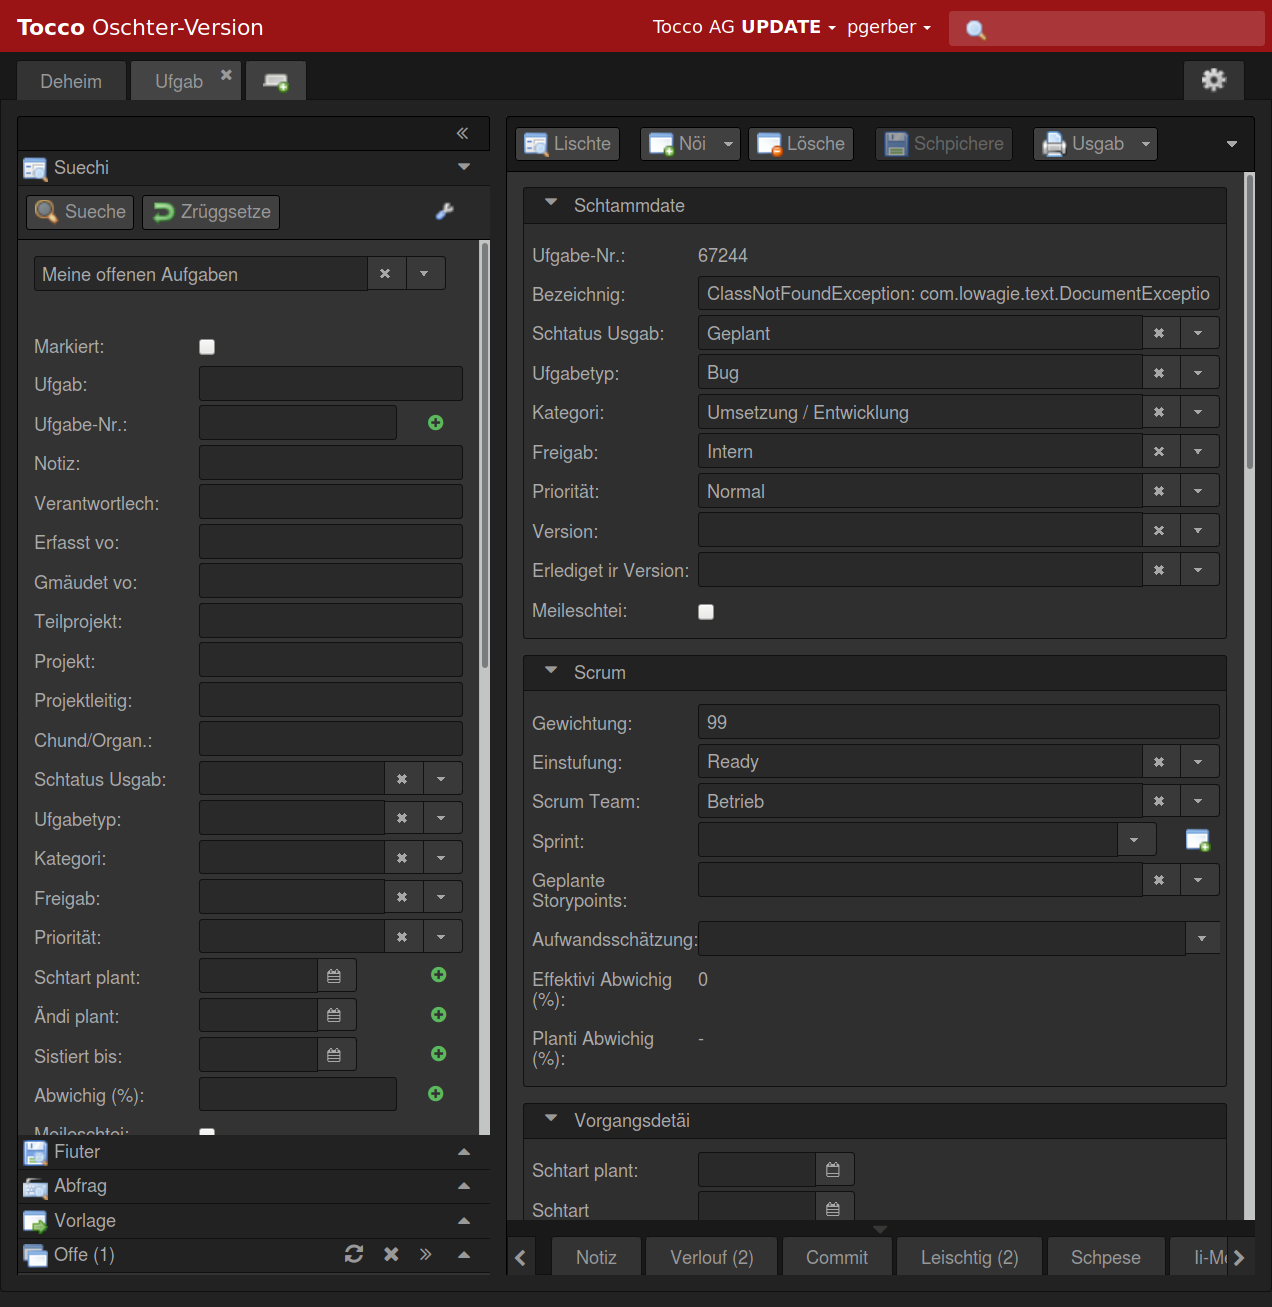 Tocco Oschter-Version
Tocco AG UPDATE
pgerber
Deheim
Ufgab
Suechi
Sueche
Zrüggsetze
Meine offenen Aufgaben
Markiert:
Ufgab:
Ufgabe-Nr.:
Notiz:
Verantwortlech:
Erfasst vo:
Gmäudet vo:
Teilprojekt:
Projekt:
Projektleitig:
Chund/Organ.:
Schtatus Usgab:
Ufgabetyp:
Kategori:
Freigab:
Priorität:
Schtart plant:
Ändi plant:
Sistiert bis:
Abwichig (%):
Meileschtei:
Fiuter
Abfrag
Vorlage
Offe (1)
Lischte
Nöi
Lösche
Schpichere
Usgab
Schtammdate
Ufgabe-Nr.: 67244
Bezeichnig: ClassNotFoundException: com.lowagie.text.DocumentExceptio
Schtatus Usgab: Geplant
Ufgabetyp: Bug
Kategori: Umsetzung / Entwicklung
Freigab: Intern
Priorität: Normal
Version:
Erlediget ir Version:
Meileschtei:
Scrum
Gewichtung: 99
Einstufung: Ready
Scrum Team: Betrieb
Sprint:
Geplante
Storypoints:
Aufwandsschätzung:
Effektivi Abwichig 0
(%):
Planti Abwichig -
(%):
Vorgangsdetäi
Schtart plant:
Schtart
Notiz
Verlouf (2)
Commit
Leischtig (2)
Schpese